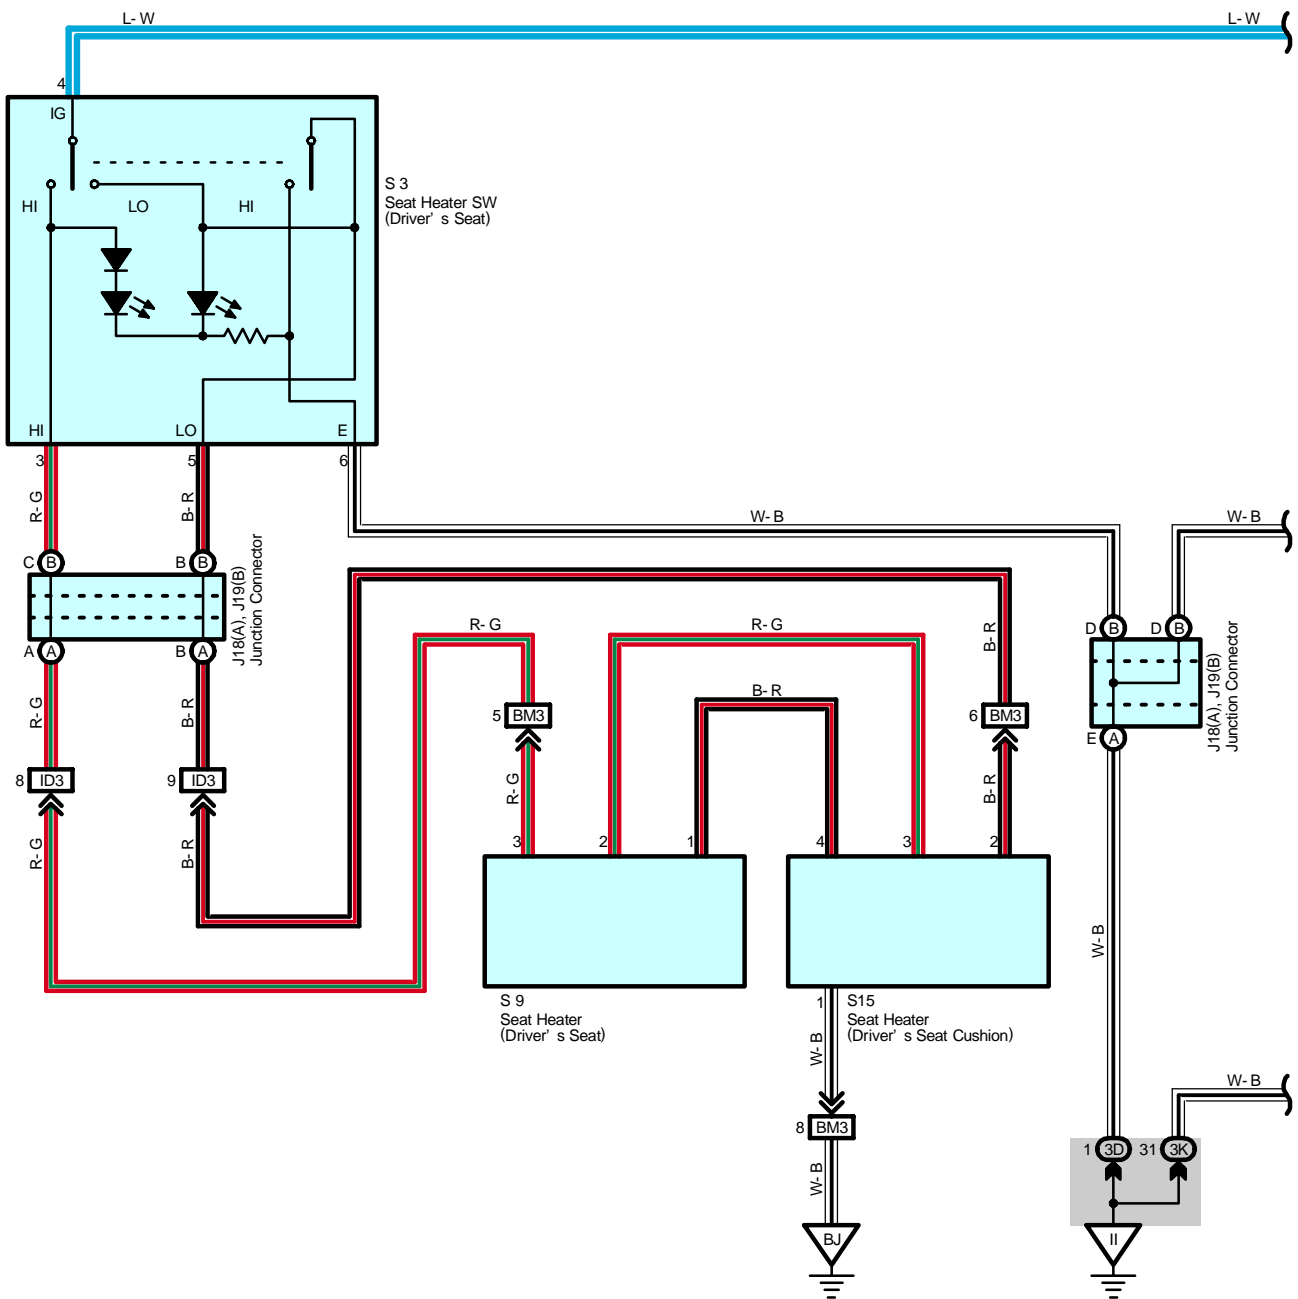 L- W
L- W
4
IG
HI
LO
HI
S 3
Seat Heater SW
(Driver' s Seat)
HI
LO
E
3
5
6
R- G
B- R
W- B
W- B
C
B
B
B
J18(A), J19(B)
Junction Connector
A
A
B
A
R- G
R- G
B- R
D
B
D
B
J18(A), J19(B)
Junction Connector
E
A
R- G
B- R
B- R
5
BM3
6
BM3
8
ID3
9
ID3
R- G
B- R
R- G
B- R
3
2
1
4
3
2
W- B
S 9
Seat Heater
(Driver' s Seat)
1
S15
Seat Heater
(Driver' s Seat Cushion)
W- B
W- B
8
BM3
1
3D
31
3K
W- B
BJ
II